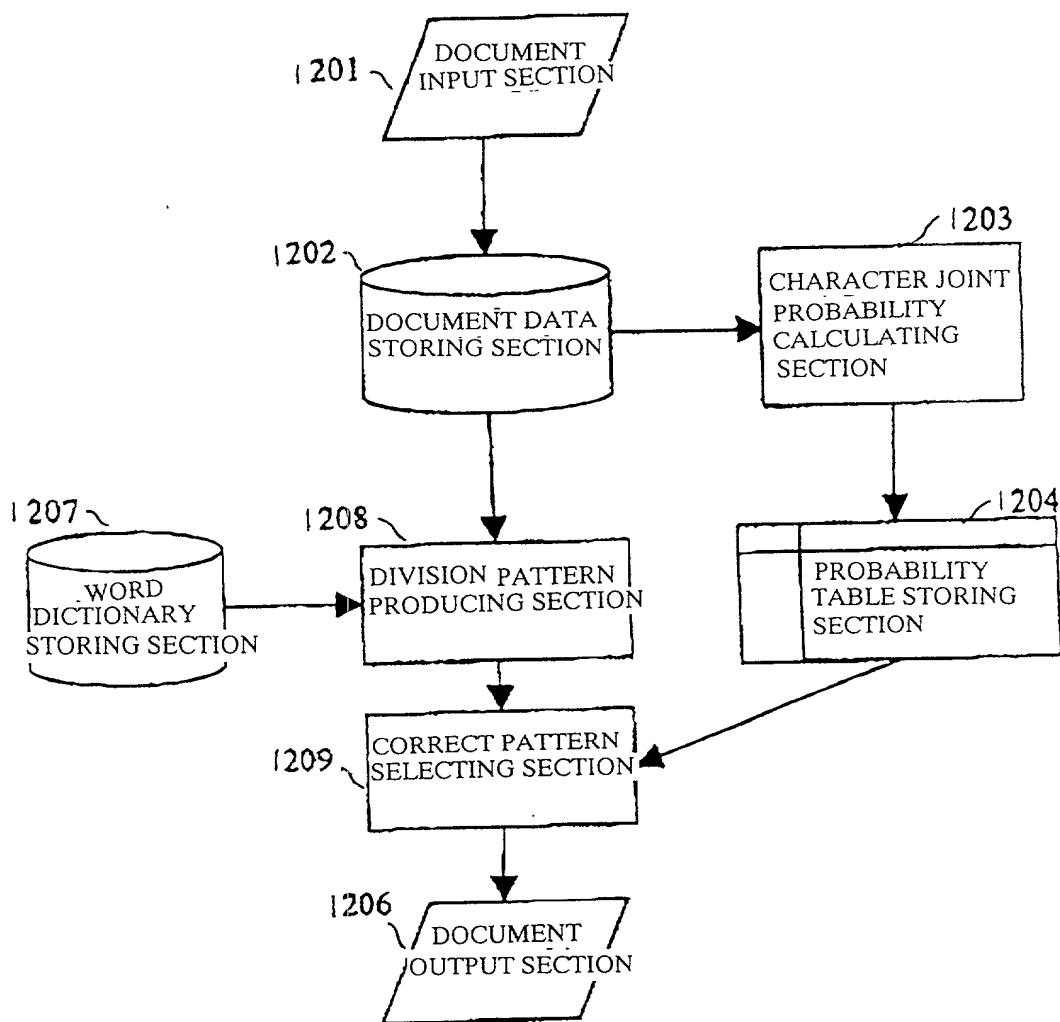 1201
DOCUMENT
INPUT SECTION
1202
DOCUMENT DATA
STORING SECTION
1203
CHARACTER JOINT
PROBABILITY
CALCULATING
SECTION
1207
WORD
DICTIONARY
STORING SECTION
1208
DIVISION PATTERN
PRODUCING SECTION
1204
PROBABILITY
TABLE STORING
SECTION
1209
CORRECT PATTERN
SELECTING SECTION
1206
DOCUMENT
OUTPUT SECTION